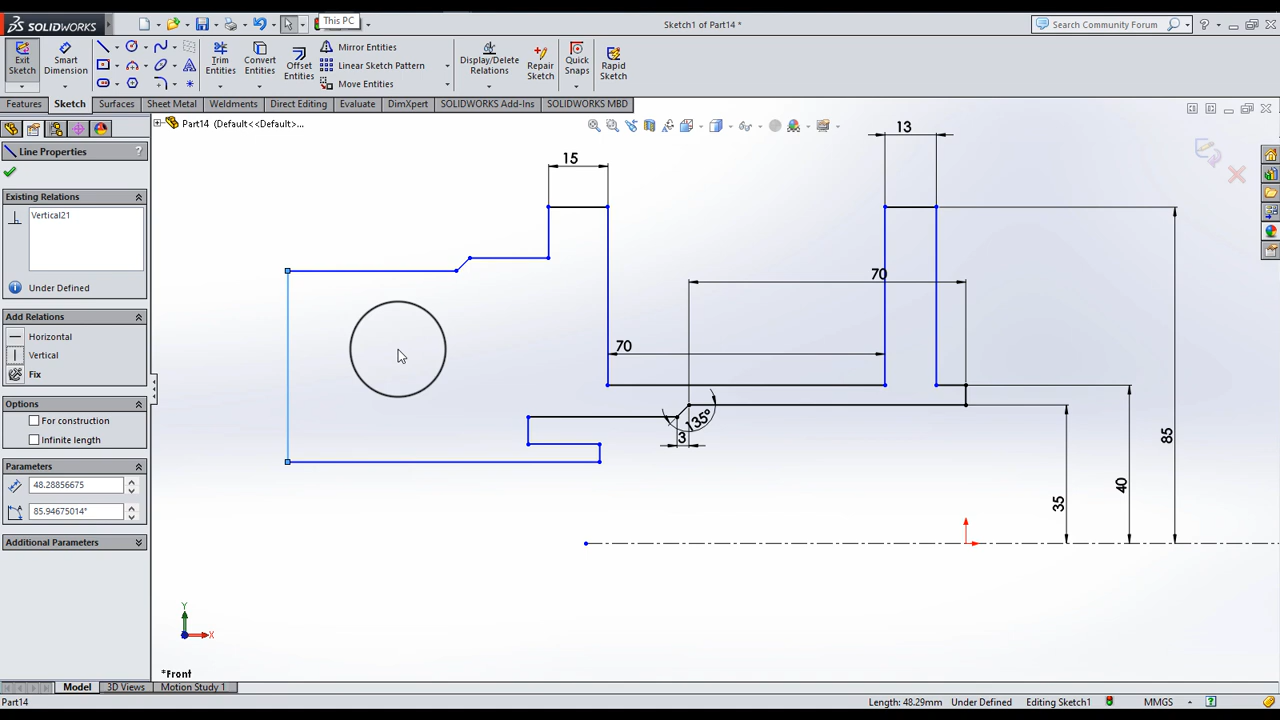 SOLIDWORKS
This PC
Sketch1 of Part14 *
Search Community Forum
Exit Sketch
Smart Dimension
Trim Entities
Convert Entities
Offset Entities
Mirror Entities
Linear Sketch Pattern
Move Entities
Display/Delete Relations
Repair Sketch
Quick Snaps
Rapid Sketch
Features
Sketch
Surfaces
Sheet Metal
Weldments
Direct Editing
Evaluate
DimXpert
SOLIDWORKS Add-Ins
SOLIDWORKS MBD
Part14 (Default<<Default>...
Line Properties
?
Existing Relations
Vertical21
Under Defined
Add Relations
Horizontal
Vertical
Fix
Options
For construction
Infinite length
Parameters
48.28856675
85.94675014°
Additional Parameters
15
13
70
70
135°
3
85
40
35
Y
X
*Front
Model
3D Views
Motion Study 1
Part14
Length: 48.29mm
Under Defined
Editing Sketch1
MMGS